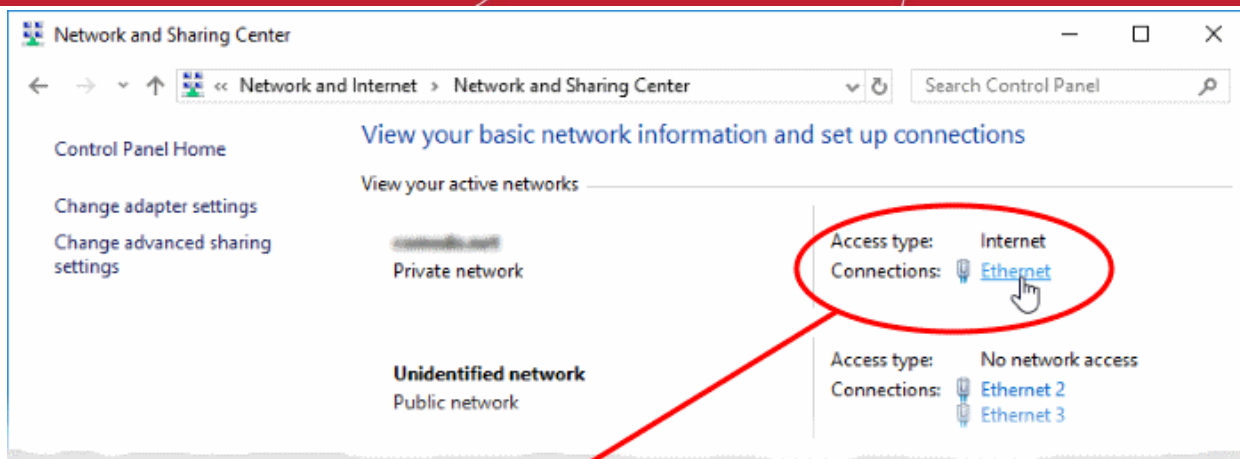 Network and Sharing Center
« Network and Internet > Network and Sharing Center
Search Control Panel
Control Panel Home
Change adapter settings
Change advanced sharing
settings
View your basic network information and set up connections
View your active networks
Private network
Access type: Internet
Connections: Ethernet
Unidentified network
Public network
Access type: No network access
Connections: Ethernet 2
Ethernet 3